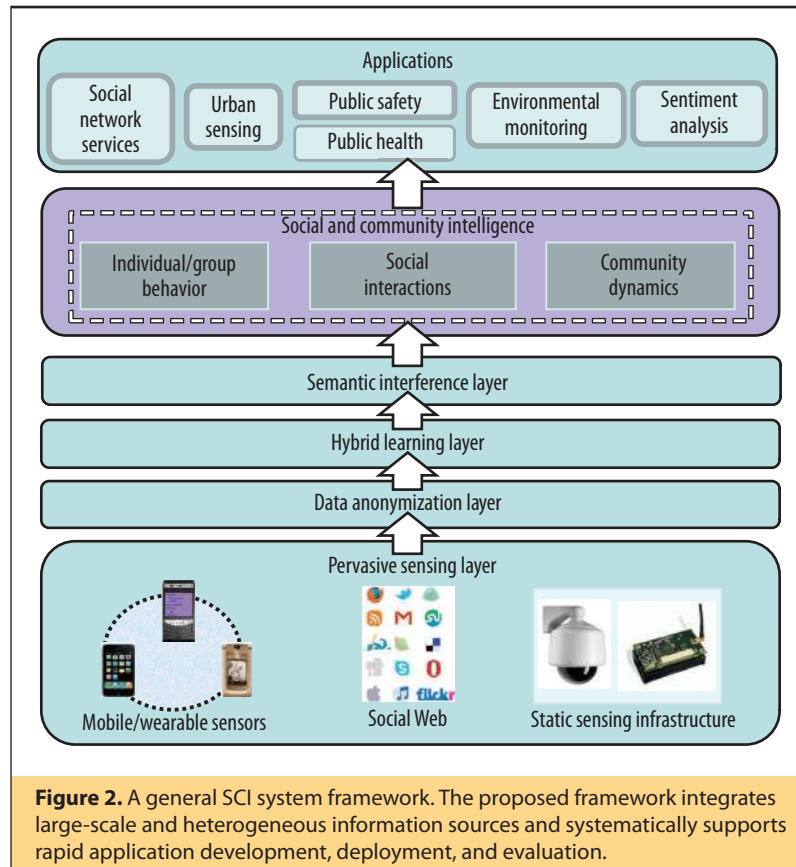 Applications
Social
network
services
Urban
sensing
Public safety
Public health
Environmental
monitoring
Sentiment
analysis
Social and community intelligence
Individual/group
behavior
Social
interactions
Community
dynamics
Semantic interference layer
Hybrid learning layer
Data anonymization layer
Pervasive sensing layer
flickr
Mobile/wearable sensors
Social Web
Static sensing infrastructure
Figure 2. A general SCI system framework. The proposed framework integrates
large-scale and heterogeneous information sources and systematically supports
rapid application development, deployment, and evaluation.